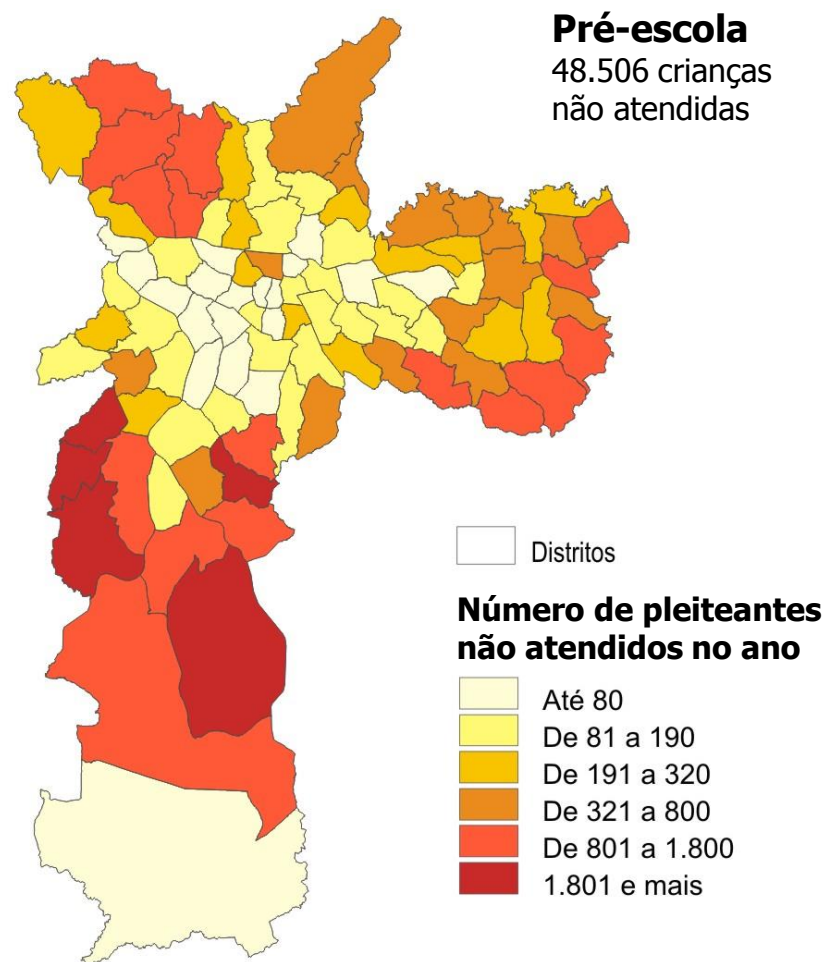 Pré-escola
48.506 crianças
não atendidas
Distritos
Número de pleiteantes
não atendidos no ano
Até 80
De 81 a 190
De 191 a 320
De 321 a 800
De 801 a 1.800
1.801 e mais